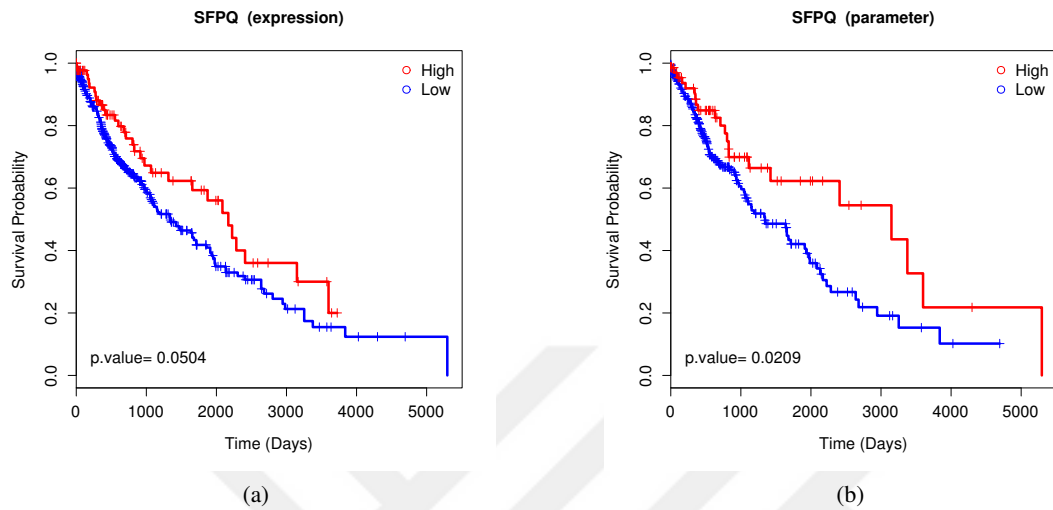 SFPQ (expression)
Survival Probability
1.0
0.8
0.6
0.4
0.2
0.0
High
Low
p.value= 0.0504
0 1000 2000 3000 4000 5000
Time (Days)
(a)
SFPQ (parameter)
Survival Probability
1.0
0.8
0.6
0.4
0.2
0.0
High
Low
p.value= 0.0209
0 1000 2000 3000 4000 5000
Time (Days)
(b)